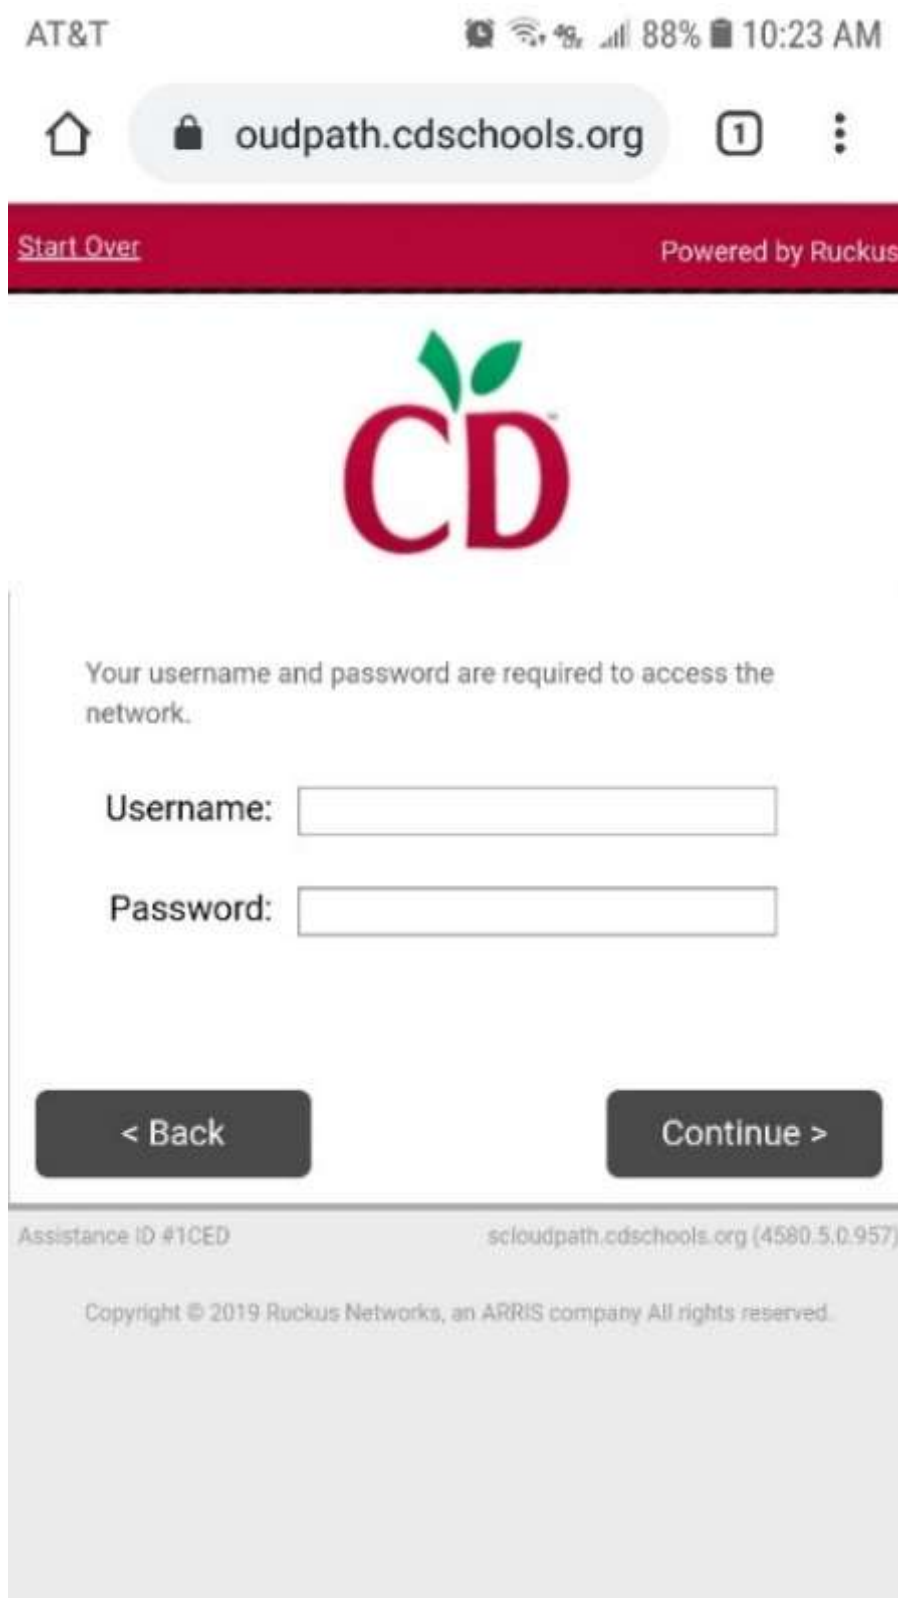 AT&T 88% 10:23 AM
oudpath.cdschools.org 1
Start Over Powered by Ruckus
CD
Your username and password are required to access the
network.
Username:
Password:
< Back Continue >
Assistance ID #1CED scloudpath.cdschools.org (4580.5.0.957)
Copyright © 2019 Ruckus Networks, an ARRIS company All rights reserved.